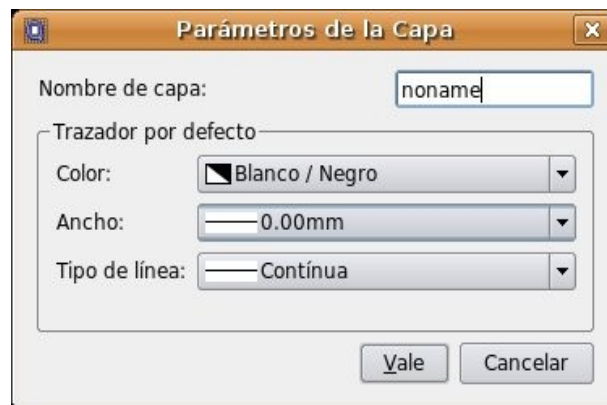 Parámetros de la Capa
Nombre de capa: noname
Trazador por defecto
Color: Blanco / Negro
Ancho: 0.00mm
Tipo de línea: Contínua
Vale Cancelar